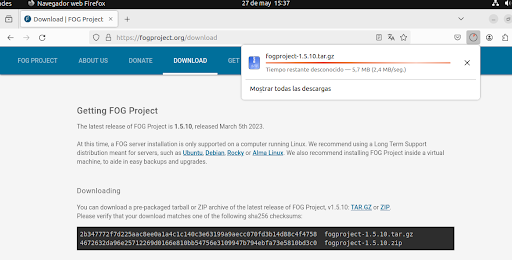 des
Navegador web Firefox
27 de may 15:37
Download | FOG Project
https://fogproject.org/download
fogproject-1.5.10.tar.gz
Tiempo restante desconocido — 5,7 MB (2,4 MB/seg.)
Mostrar todas las descargas
FOG PROJECT ABOUT US DONATE DOWNLOAD GET
Getting FOG Project
The latest release of FOG Project is 1.5.10, released March 5th 2023.
At this time, a FOG server installation is only supported on a computer running Linux. We recommend using a Long Term Support
distribution meant for servers, such as Ubuntu, Debian, Rocky or Alma Linux. We also recommend installing FOG Project inside a virtual
machine, to aide in easy backups and upgrades.
Downloading
You can download a pre-packaged tarball or ZIP archive of the latest release of FOG Project, v1.5.10: TAR.GZ or ZIP.
Please verify that your download matches one of the following sha256 checksums:
fogproject-1.5.10.tar.gz
fogproject-1.5.10.zip